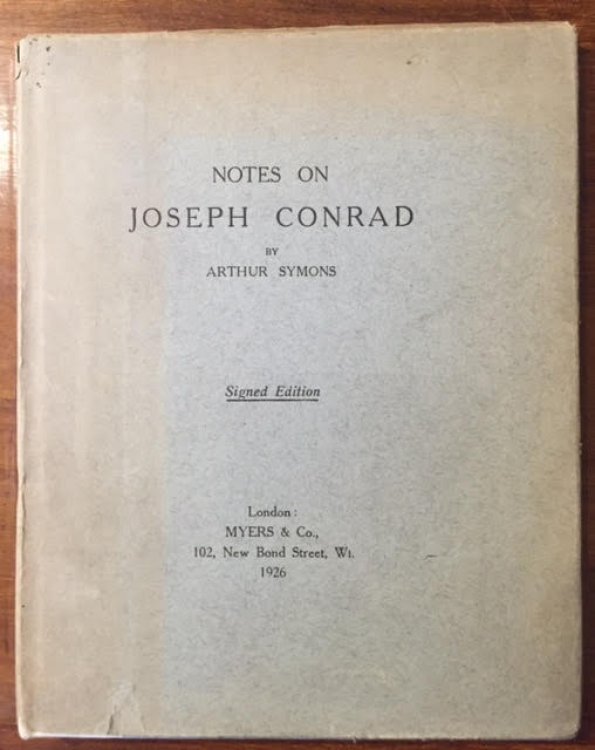 NOTES ON
JOSEPH CONRAD
BY
ARTHUR SYMONS
Signed Edition
London:
MYERS & Co.,
102, New Bond Street, W1.
1926